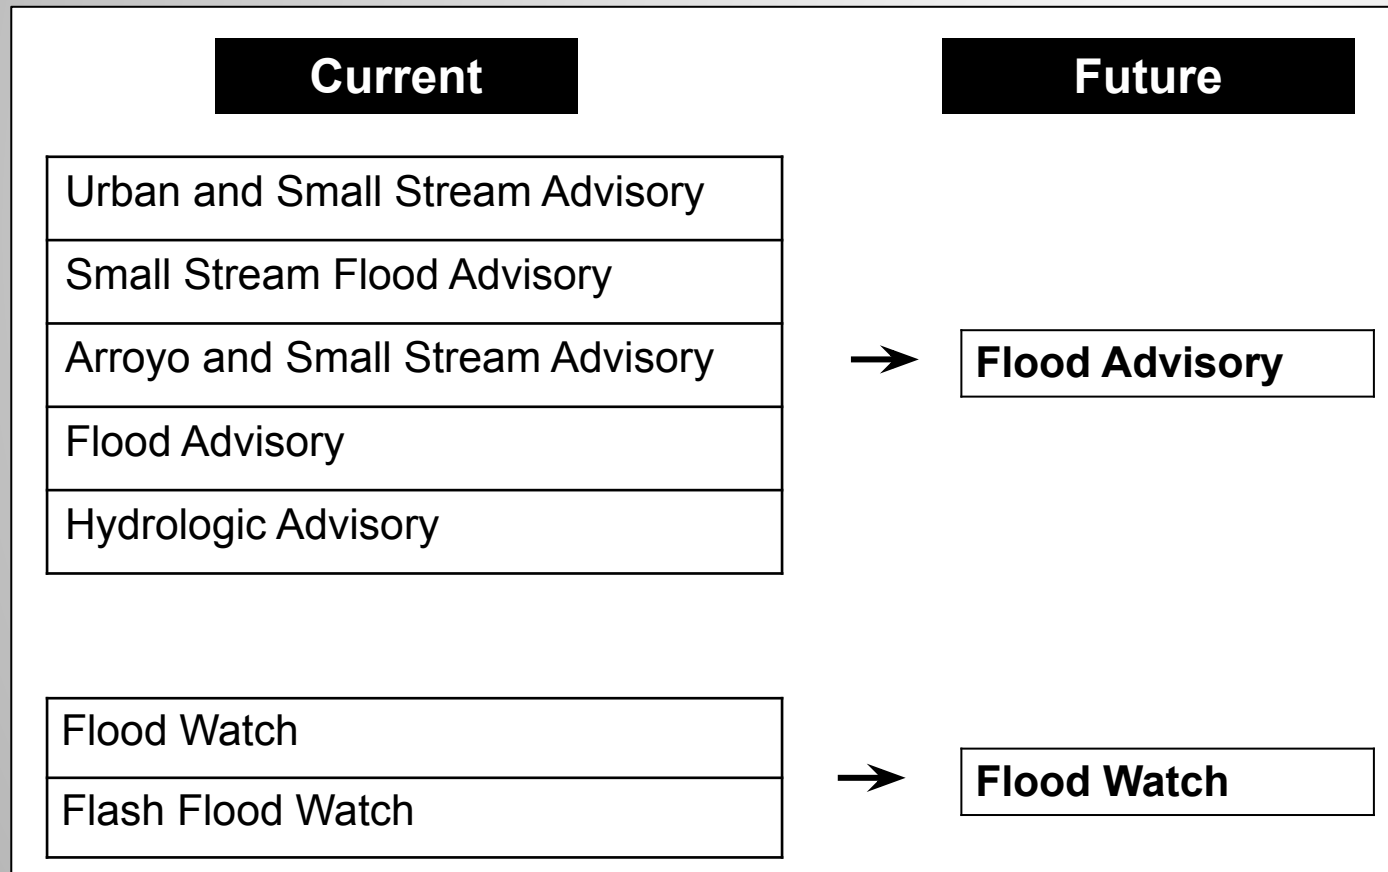 Current
Future
Urban and Small Stream Advisory
Small Stream Flood Advisory
Arroyo and Small Stream Advisory
Flood Advisory
Hydrologic Advisory
Flood Advisory
Flood Watch
Flash Flood Watch
Flood Watch